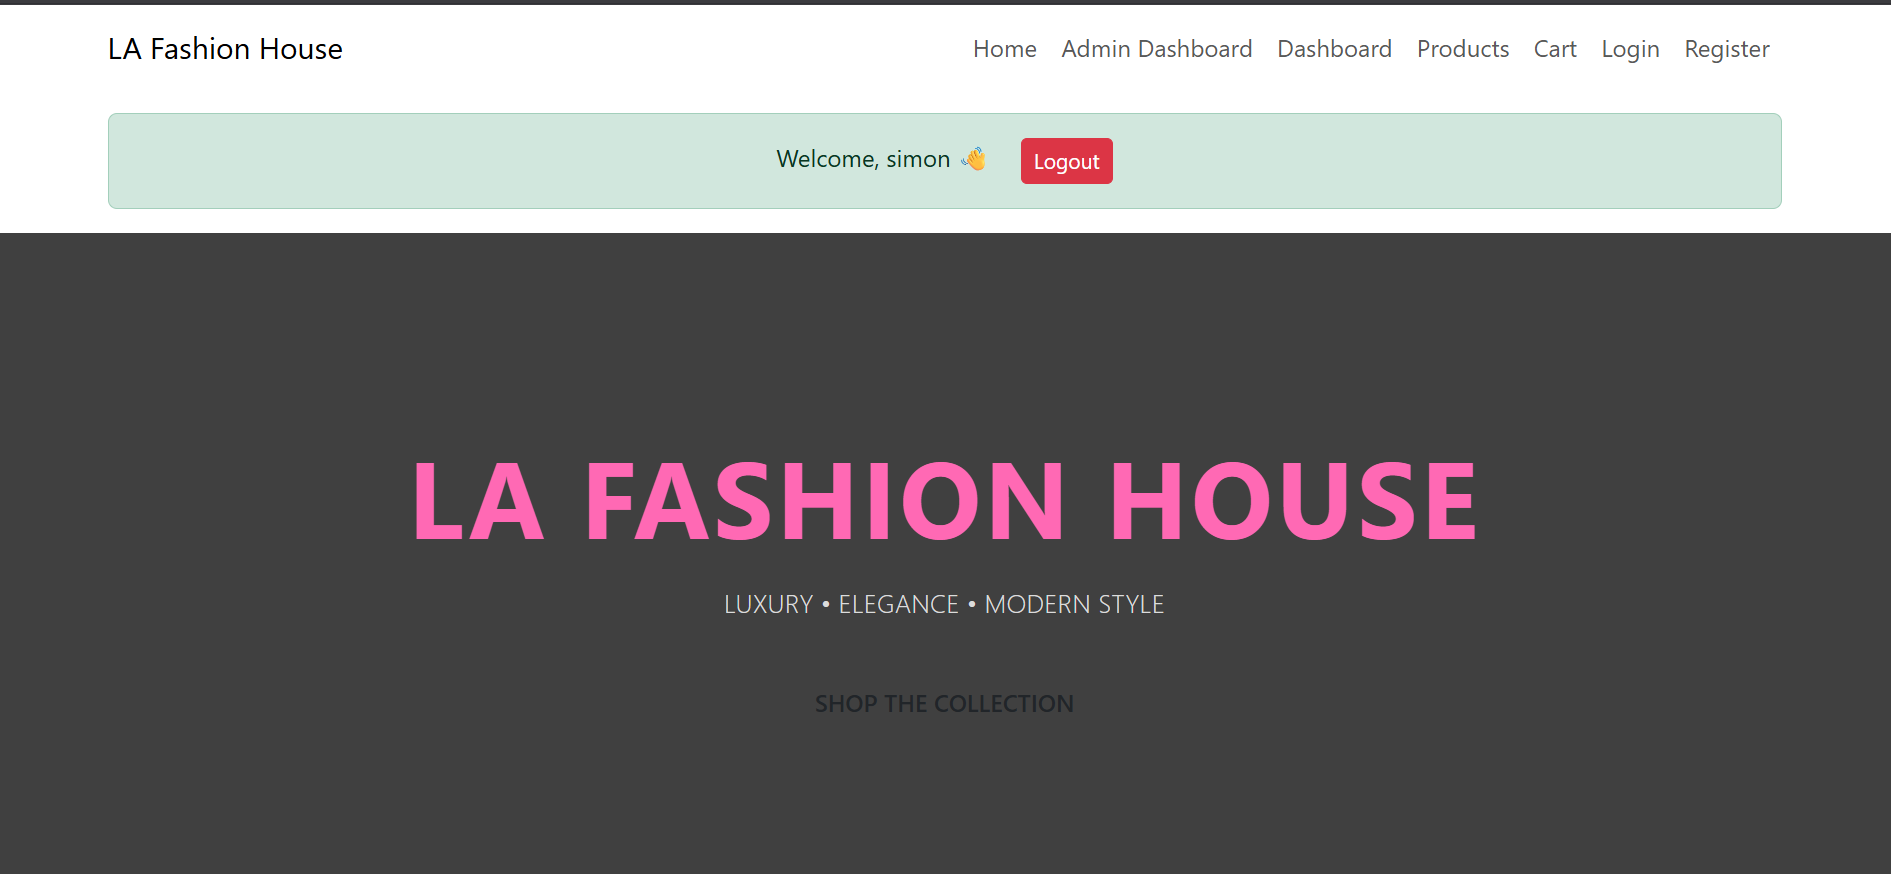 LA Fashion House
Home Admin Dashboard Dashboard Products Cart Login Register
Welcome, simon 👋 Logout
LA FASHION HOUSE
LUXURY • ELEGANCE • MODERN STYLE
SHOP THE COLLECTION